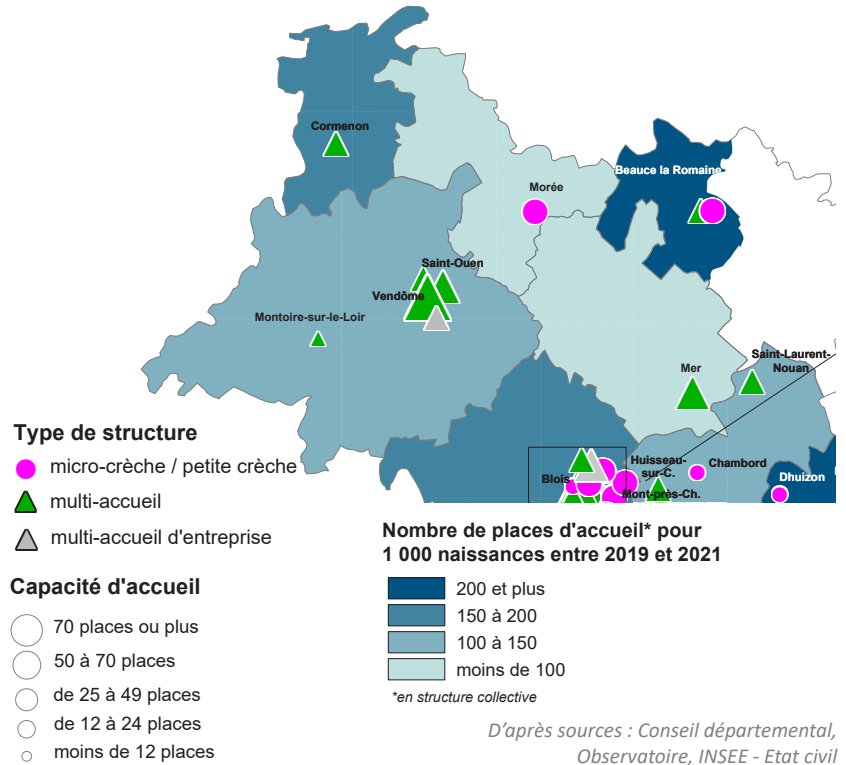 Cormenon
Beauce la Romaine
Morée
Saint-Ouen
Vendôme
Montoire-sur-le-Loir
Saint-Laurent-
Nouan
Mer
Huisseau-
sur-C.
Chambord
Blois
Mont-près-Ch.
Dhuizon
Type de structure
micro-crèche / petite crèche
multi-accueil
multi-accueil d'entreprise
Capacité d'accueil
70 places ou plus
50 à 70 places
de 25 à 49 places
de 12 à 24 places
moins de 12 places
Nombre de places d'accueil* pour
1 000 naissances entre 2019 et 2021
200 et plus
150 à 200
100 à 150
moins de 100
*en structure collective
D'après sources : Conseil départemental,
Observatoire, INSEE - Etat civil